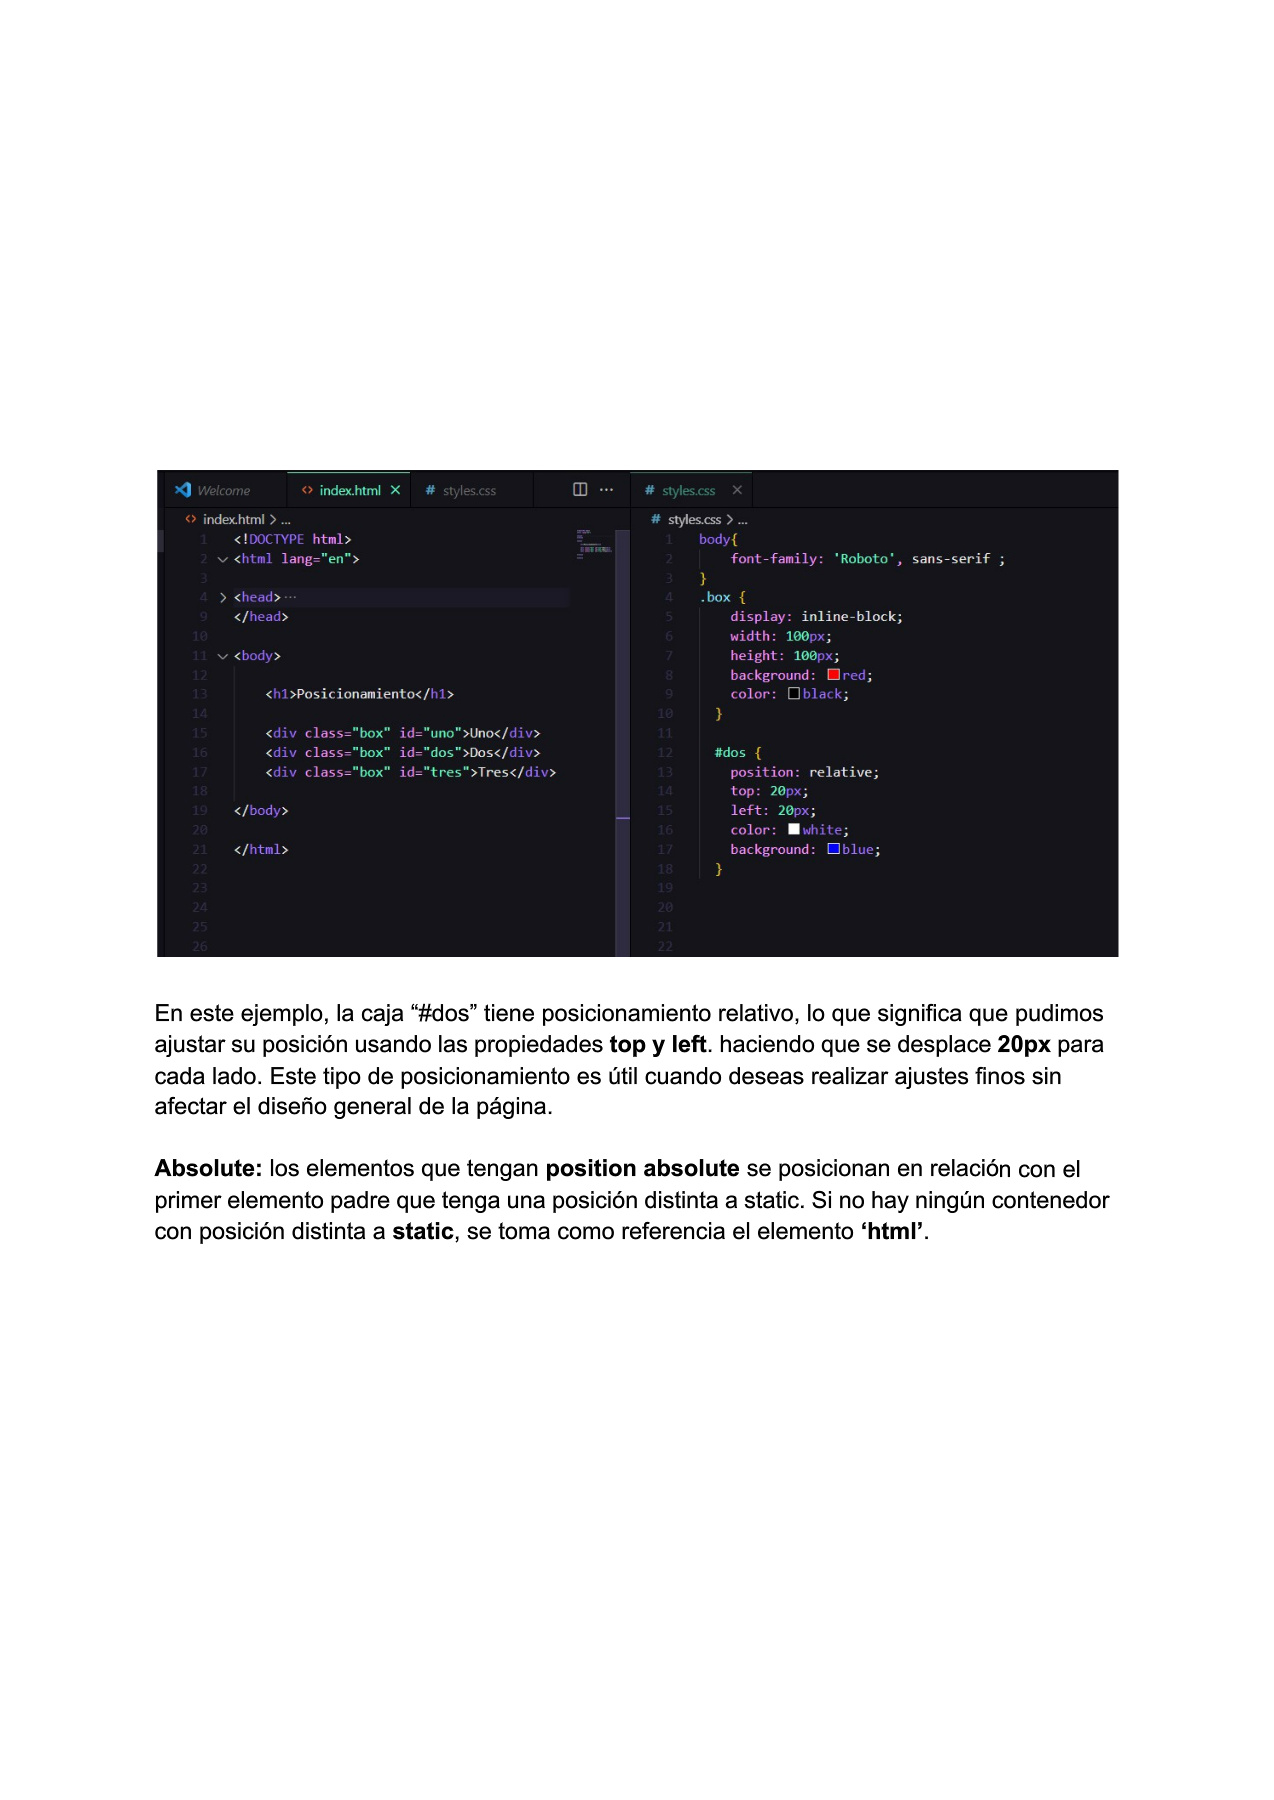 Welcome
index.html
styles.css
styles.css
index.html > ...
styles.css > ...
1 <!DOCTYPE html>
2 <html lang="en">
3
4 <head> ...
9 </head>
10
11 <body>
12
13 <h1>Posicionamiento</h1>
14
15 <div class="box" id="uno">Uno</div>
16 <div class="box" id="dos">Dos</div>
17 <div class="box" id="tres">Tres</div>
18
19 </body>
20
21 </html>
22
23
24
25
26
1 body{
2 font-family: 'Roboto', sans-serif ;
3 }
4 .box {
5 display: inline-block;
6 width: 100px;
7 height: 100px;
8 background: red;
9 color: black;
10 }
11
12 #dos {
13 position: relative;
14 top: 20px;
15 left: 20px;
16 color: white;
17 background: blue;
18 }
19
20
21
22
En este ejemplo, la caja “#dos” tiene posicionamiento relativo, lo que significa que pudimos
ajustar su posición usando las propiedades top y left. haciendo que se desplace 20px para
cada lado. Este tipo de posicionamiento es útil cuando deseas realizar ajustes finos sin
afectar el diseño general de la página.
Absolute: los elementos que tengan position absolute se posicionan en relación con el
primer elemento padre que tenga una posición distinta a static. Si no hay ningún contenedor
con posición distinta a static, se toma como referencia el elemento ‘html’.